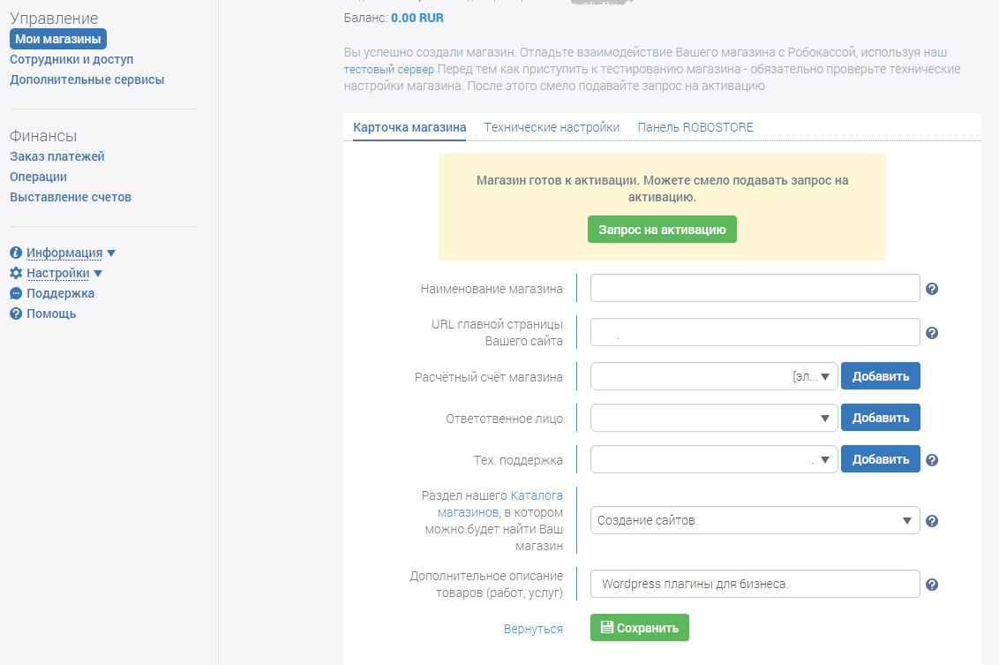 Управление
Мои магазины
Сотрудники и доступ
Дополнительные сервисы
Финансы
Заказ платежей
Операции
Выставление счетов
Информация
Настройки
Поддержка
Помощь
Баланс: 0.00 RUR
Вы успешно создали магазин. Отладьте взаимодействие Вашего магазина с Робокассой, используя наш
тестовый сервер Перед тем как приступить к тестированию магазина - обязательно проверьте технические
настройки магазина. После этого смело подавайте запрос на активацию
Карточка магазина Технические настройки Панель ROBOSTORE
Магазин готов к активации. Можете смело подавать запрос на
активацию.
Запрос на активацию
Наименование магазина
URL главной страницы
Вашего сайта
Расчётный счёт магазина [эл... Добавить
Ответственное лицо Добавить
Тех. поддержка Добавить
Раздел нашего Каталога
магазинов, в котором
можно будет найти Ваш
магазин
Создание сайтов
Дополнительное описание
товаров (работ, услуг)
Wordpress плагины для бизнеса.
Вернуться Сохранить